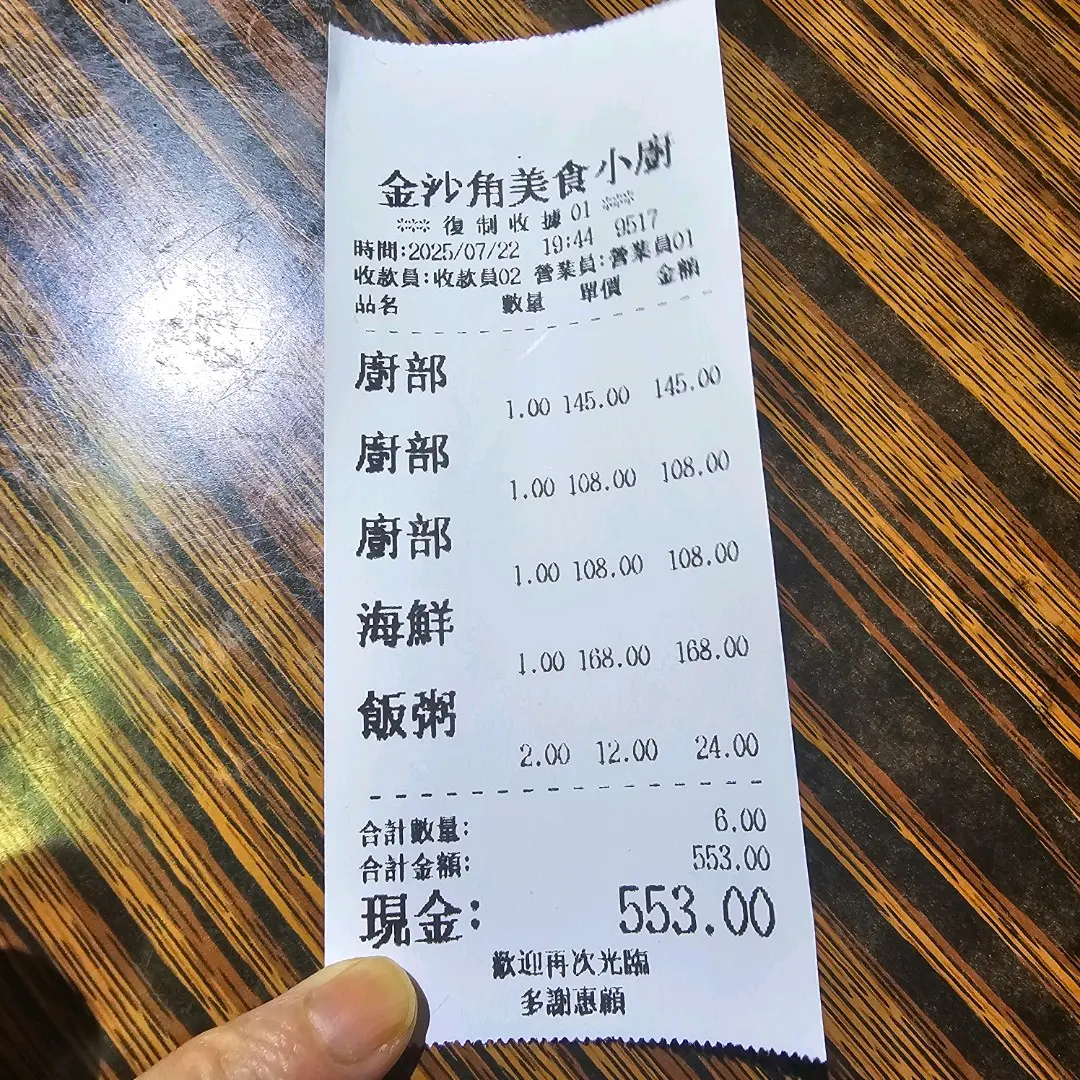 金沙角美食小廚
*** 復制收據01 ***
時間:2025/07/22 19:44 9517
收款員:收款員02 營業員:營業員01
品名 數量 單價 金額
廚部
1.00 145.00 145.00
廚部
1.00 108.00 108.00
廚部
1.00 108.00 108.00
海鮮
1.00 168.00 168.00
飯粥
2.00 12.00 24.00
合計數量: 6.00
合計金額: 553.00
現金: 553.00
歡迎再次光臨
多謝惠顧